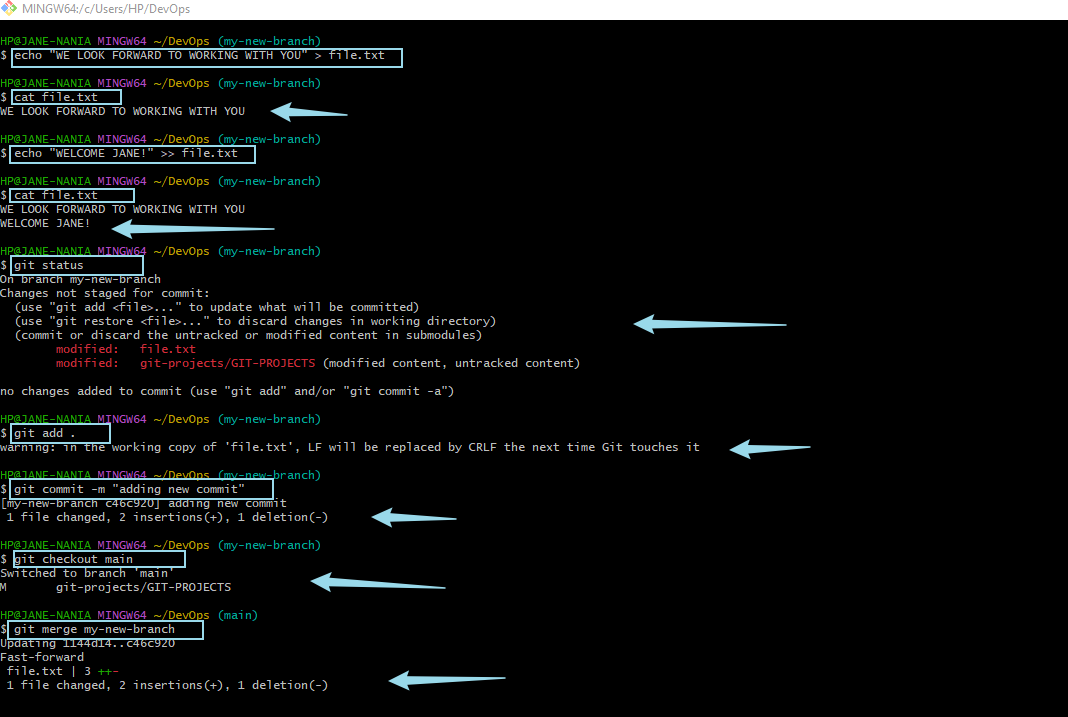 MINGW64:/c/Users/HP/DevOps
HP@JANE-NANIA MINGW64 ~/DevOps (my-new-branch)
$ echo "WE LOOK FORWARD TO WORKING WITH YOU" > file.txt
HP@JANE-NANIA MINGW64 ~/DevOps (my-new-branch)
$ cat file.txt
WE LOOK FORWARD TO WORKING WITH YOU
HP@JANE-NANIA MINGW64 ~/DevOps (my-new-branch)
$ echo "WELCOME JANE!" >> file.txt
HP@JANE-NANIA MINGW64 ~/DevOps (my-new-branch)
$ cat file.txt
WE LOOK FORWARD TO WORKING WITH YOU
WELCOME JANE!
HP@JANE-NANIA MINGW64 ~/DevOps (my-new-branch)
$ git status
On branch my-new-branch
Changes not staged for commit:
  (use "git add <file>..." to update what will be committed)
  (use "git restore <file>..." to discard changes in working directory)
  (commit or discard the untracked or modified content in submodules)
        modified:   file.txt
        modified:   git-projects/GIT-PROJECTS (modified content, untracked content)
no changes added to commit (use "git add" and/or "git commit -a")
HP@JANE-NANIA MINGW64 ~/DevOps (my-new-branch)
$ git add .
warning: in the working copy of 'file.txt', LF will be replaced by CRLF the next time Git touches it
HP@JANE-NANIA MINGW64 ~/DevOps (my-new-branch)
$ git commit -m "adding new commit"
[my-new-branch c46c920] adding new commit
 1 file changed, 2 insertions(+), 1 deletion(-)
HP@JANE-NANIA MINGW64 ~/DevOps (my-new-branch)
$ git checkout main
Switched to branch 'main'
M       git-projects/GIT-PROJECTS
HP@JANE-NANIA MINGW64 ~/DevOps (main)
$ git merge my-new-branch
Updating 1144d14..c46c920
Fast-forward
 file.txt | 3 ++-
 1 file changed, 2 insertions(+), 1 deletion(-)